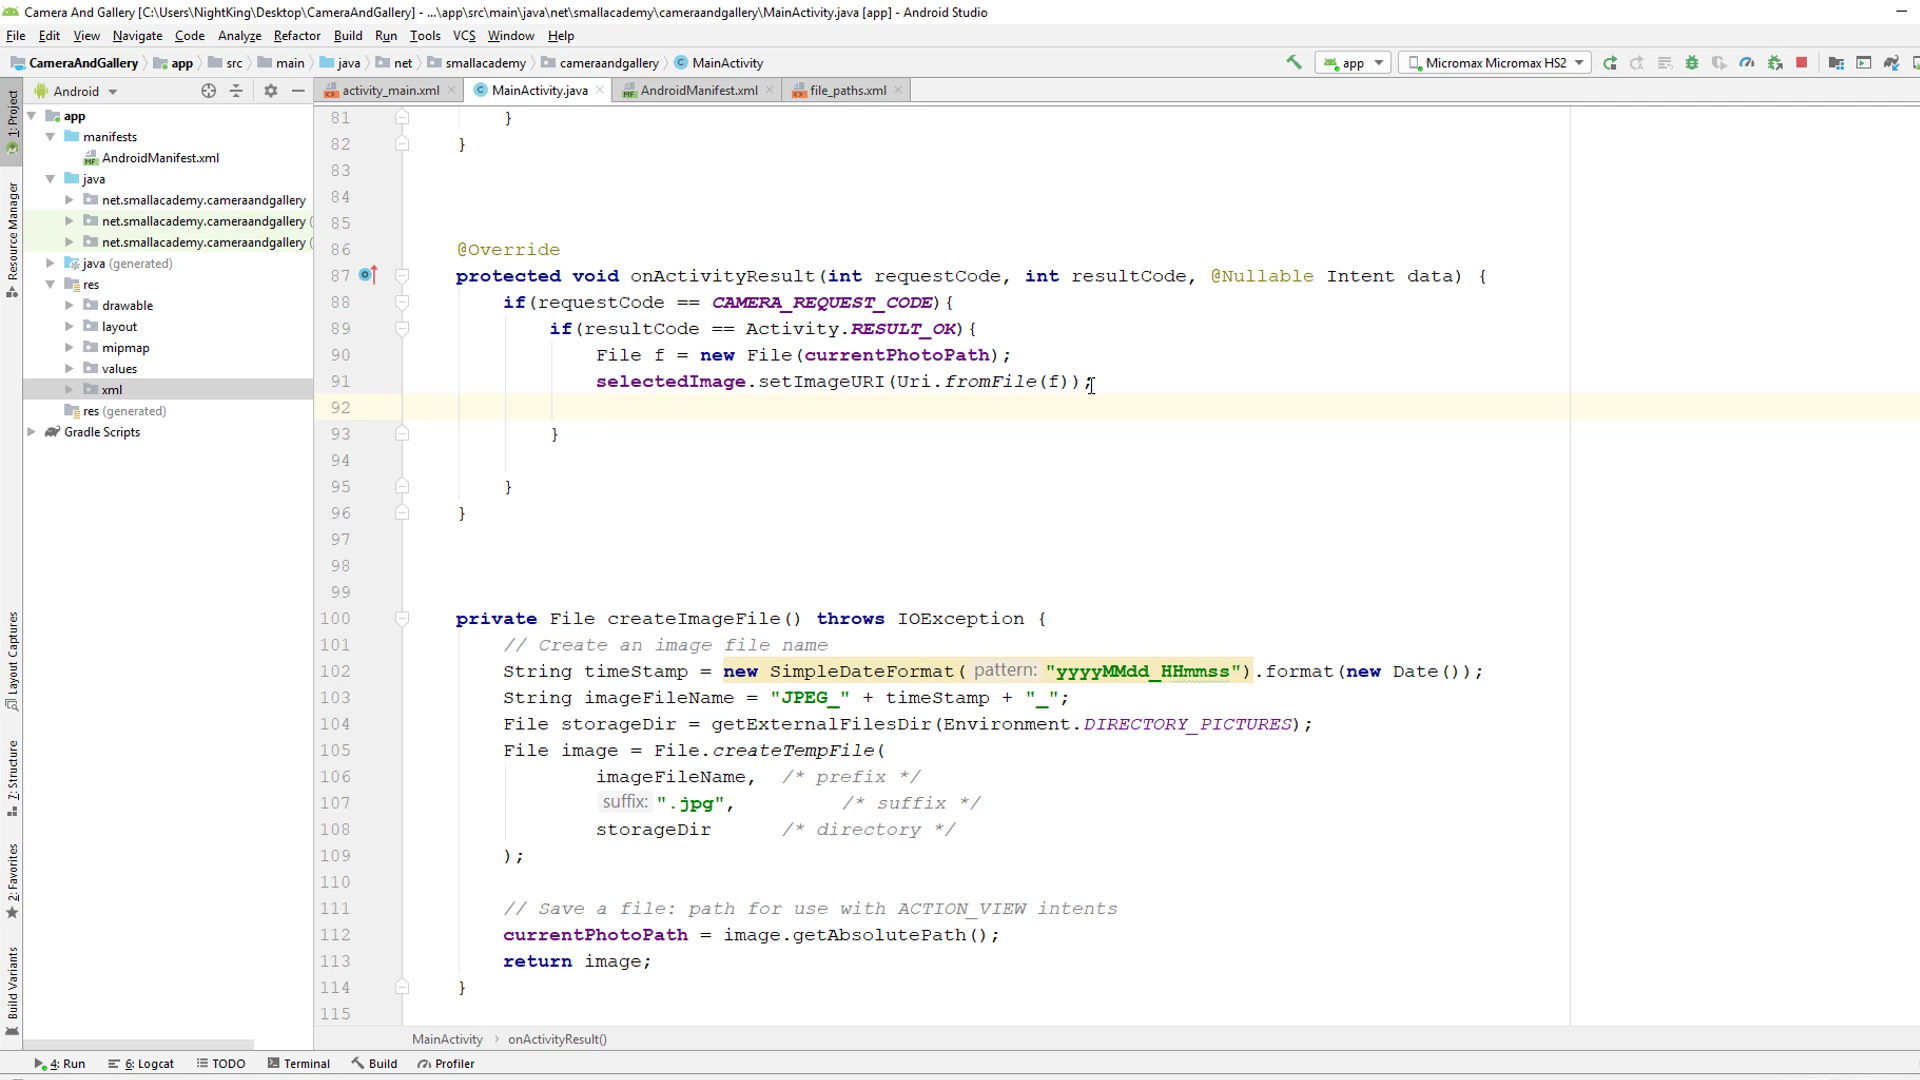 Camera And Gallery [C:\Users\NightKing\Desktop\CameraAndGallery] - ...\app\src\main\java\net\smallacademy\cameraandgallery\MainActivity.java [app] - Android Studio
File Edit View Navigate Code Analyze Refactor Build Run Tools VCS Window Help
CameraAndGallery app src main java net smallacademy cameraandgallery MainActivity app Micromax Micromax HS2
Android
activity_main.xml MainActivity.java AndroidManifest.xml file_paths.xml
1: Project
Resource Manager
Layout Captures
7: Structure
2: Favorites
Build Variants
app
manifests
AndroidManifest.xml
java
net.smallacademy.cameraandgallery
net.smallacademy.cameraandgallery (
net.smallacademy.cameraandgallery (
java (generated)
res
drawable
layout
mipmap
values
xml
res (generated)
Gradle Scripts
81 }
82 }
83
84
85
86 @Override
87 protected void onActivityResult(int requestCode, int resultCode, @Nullable Intent data) {
88 if(requestCode == CAMERA_REQUEST_CODE){
89 if(resultCode == Activity.RESULT_OK){
90 File f = new File(currentPhotoPath);
91 selectedImage.setImageURI(Uri.fromFile(f));
92
93 }
94
95 }
96 }
97
98
99
100 private File createImageFile() throws IOException {
101 // Create an image file name
102 String timeStamp = new SimpleDateFormat( pattern: "yyyyMMdd_HHmmss").format(new Date());
103 String imageFileName = "JPEG_" + timeStamp + "_";
104 File storageDir = getExternalFilesDir(Environment.DIRECTORY_PICTURES);
105 File image = File.createTempFile(
106 imageFileName, /* prefix */
107 suffix: ".jpg", /* suffix */
108 storageDir /* directory */
109 );
110
111 // Save a file: path for use with ACTION_VIEW intents
112 currentPhotoPath = image.getAbsolutePath();
113 return image;
114 }
115
MainActivity onActivityResult()
4: Run 6: Logcat TODO Terminal Build Profiler